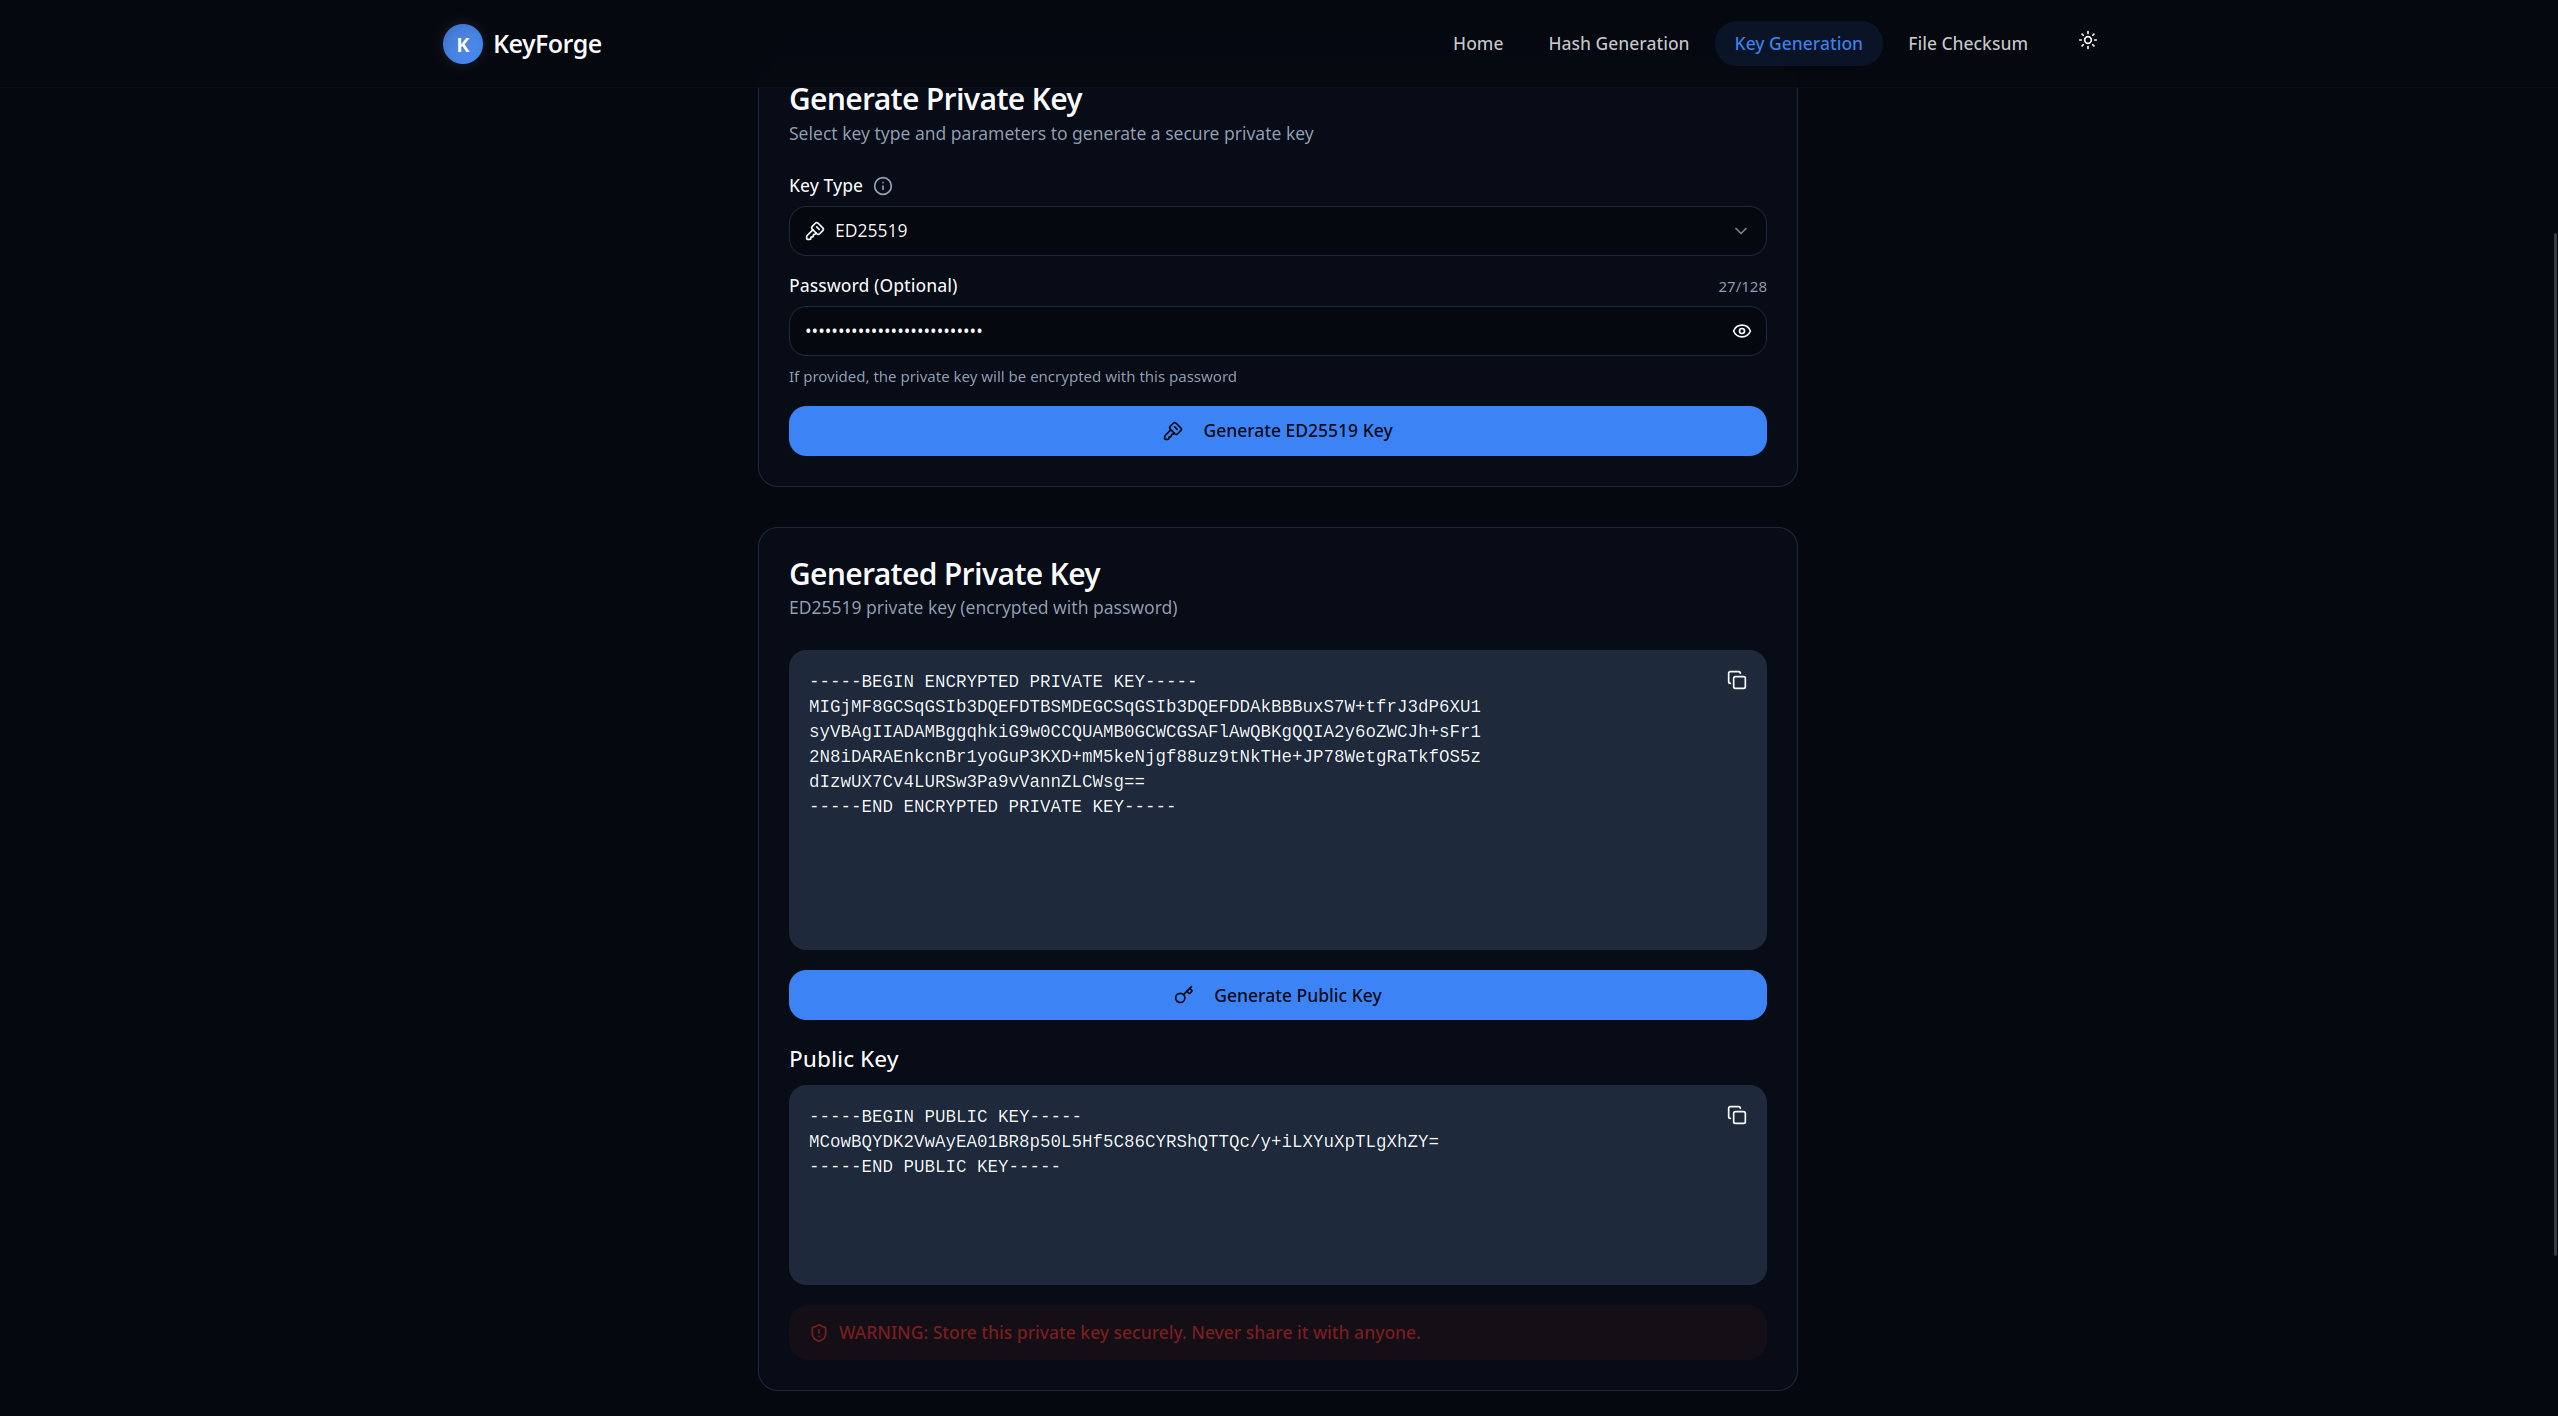 K KeyForge
Home Hash Generation Key Generation File Checksum
Generate Private Key
Select key type and parameters to generate a secure private key
Key Type
ED25519
Password (Optional) 27/128
•••••••••••••••••••••••••••
If provided, the private key will be encrypted with this password
Generate ED25519 Key
Generated Private Key
ED25519 private key (encrypted with password)
-----BEGIN ENCRYPTED PRIVATE KEY-----
MIGjMF8GCSqGSIb3DQEFDTBSMDEGCSqGSIb3DQEFDDAkBBBuxS7W+tfrJ3dP6XU1
syVBAgIIADAMBggqhkiG9w0CCQUAMB0GCWCGSAFlAwQBKgQQIA2y6oZWCJh+sFr1
2N8iDARAEnkcnBr1yoGuP3KXD+mM5keNjgf88uz9tNkTHe+JP78WetgRaTkfOS5z
dIzwUX7Cv4LURSw3Pa9vVannZLCWsg==
-----END ENCRYPTED PRIVATE KEY-----
Generate Public Key
Public Key
-----BEGIN PUBLIC KEY-----
MCowBQYDK2VwAyEA01BR8p50L5Hf5C86CYRShQTTQc/y+iLXYuXpTLgXhZY=
-----END PUBLIC KEY-----
WARNING: Store this private key securely. Never share it with anyone.